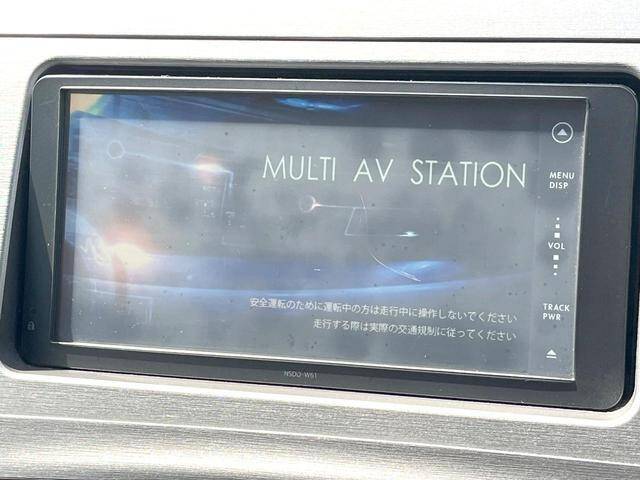 MULTI AV STATION
MENU
DISP
VOL
安全運転のために運転中の方は走行中に操作しないでください
走行する際は実際の交通規制に従ってください
TRACK
PWR
NSDD-W61